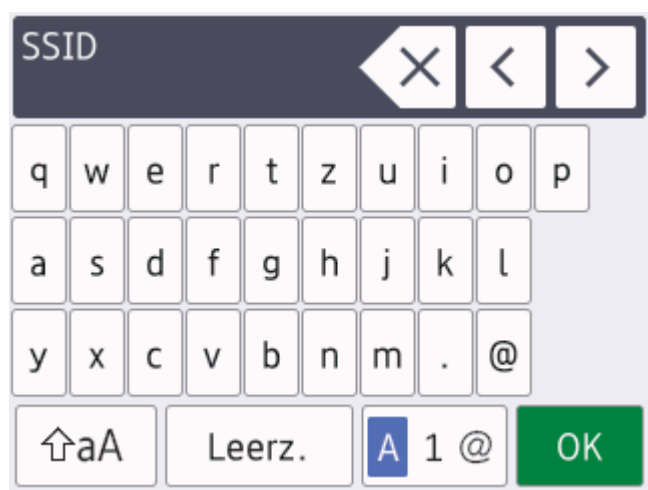 SSID
q w e r t z u i o p
a s d f g h j k l
y x c v b n m . @
aA Leerz. A 1 @ OK